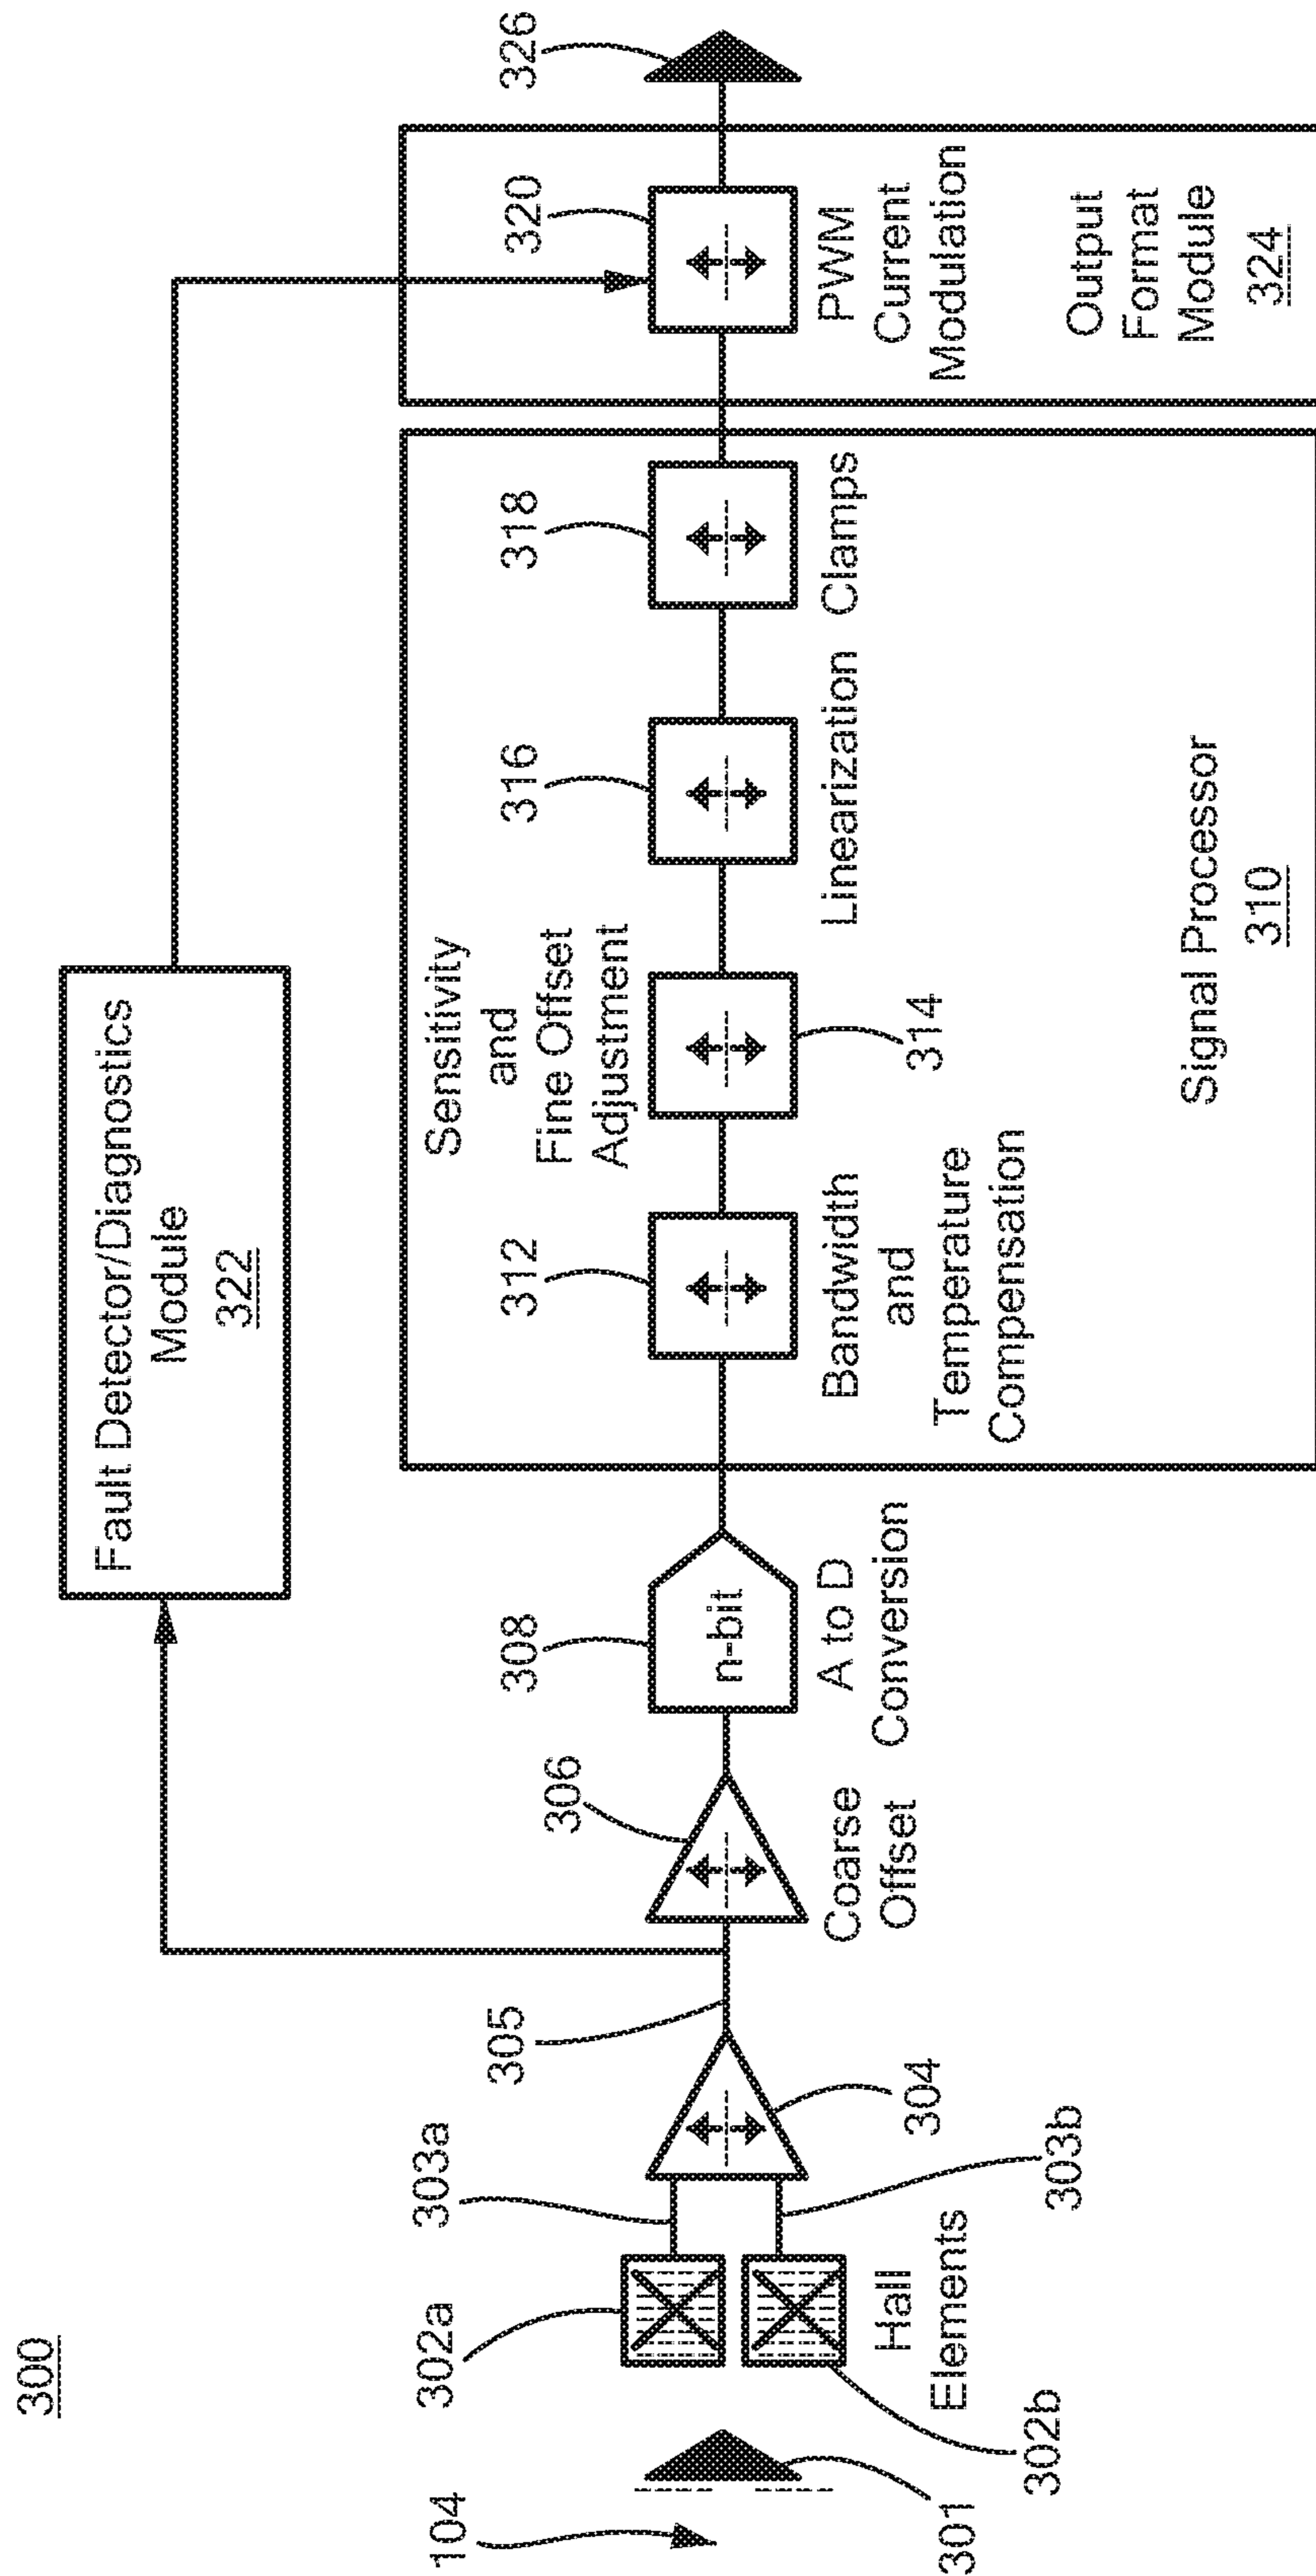 300
Fault Detector/Diagnostics
Module
322
104
301
302a
302b
Hall
Elements
303a
303b
304
305
306
Coarse
Offset
308
n-bit
A to D
Conversion
312
Bandwidth
and
Temperature
Compensation
Sensitivity
and
Fine Offset
Adjustment
314
316
Linearization
318
Clamps
Signal Processor
310
320
PWM
Current
Modulation
Output
Format
Module
324
326